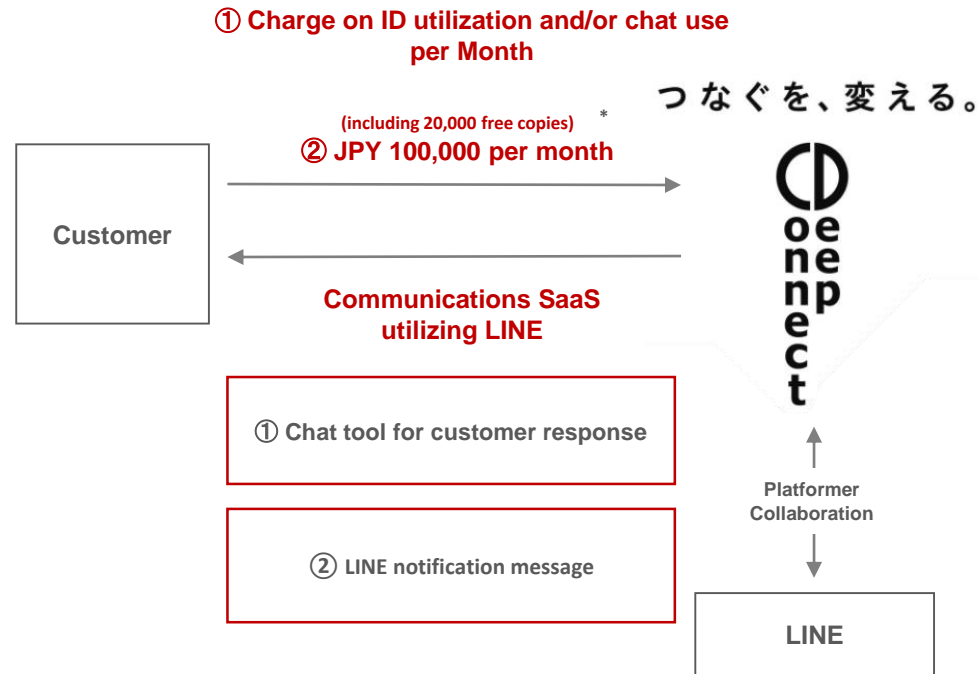 ① Charge on ID utilization and/or chat use
per Month
つなぐを、変える。
(including 20,000 free copies) *
② JPY 100,000 per month
Customer
Connect
Deep
Communications SaaS
utilizing LINE
① Chat tool for customer response
Platformer
Collaboration
② LINE notification message
LINE